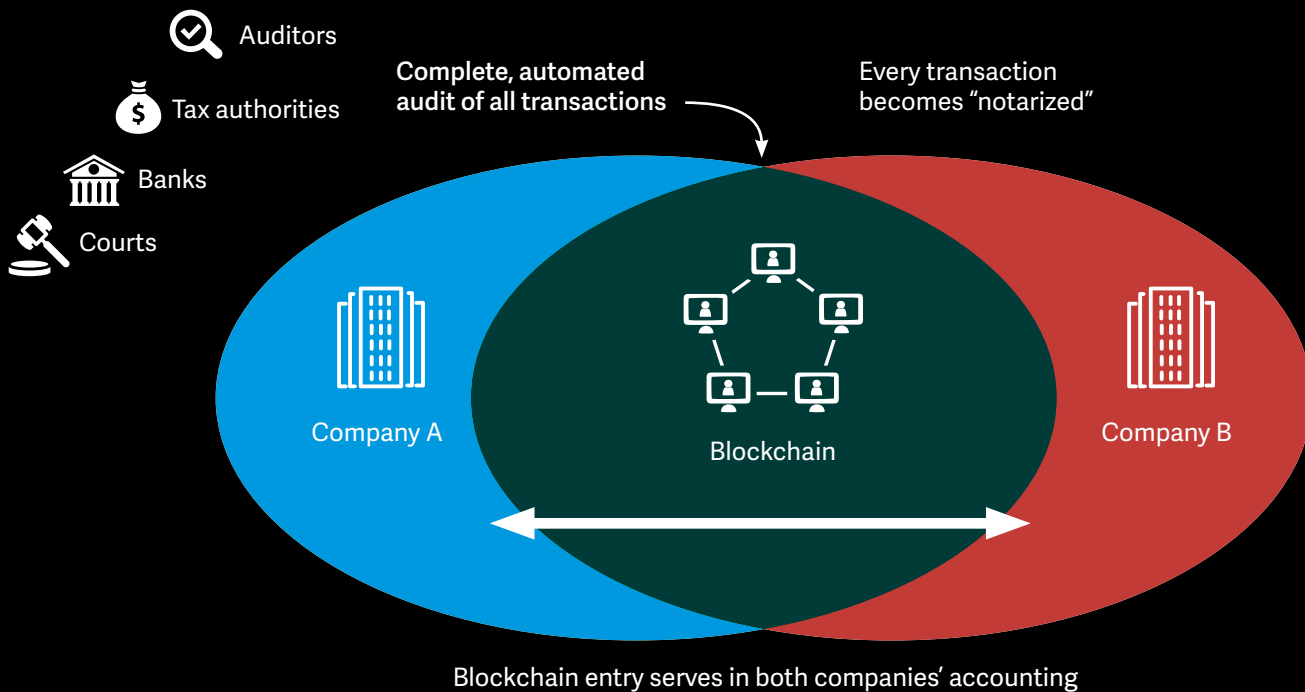 Auditors
Tax authorities
Banks
Courts
Complete, automated
audit of all transactions
Every transaction
becomes “notarized”
$
Company A
Blockchain
Company B
Blockchain entry serves in both companies’ accounting